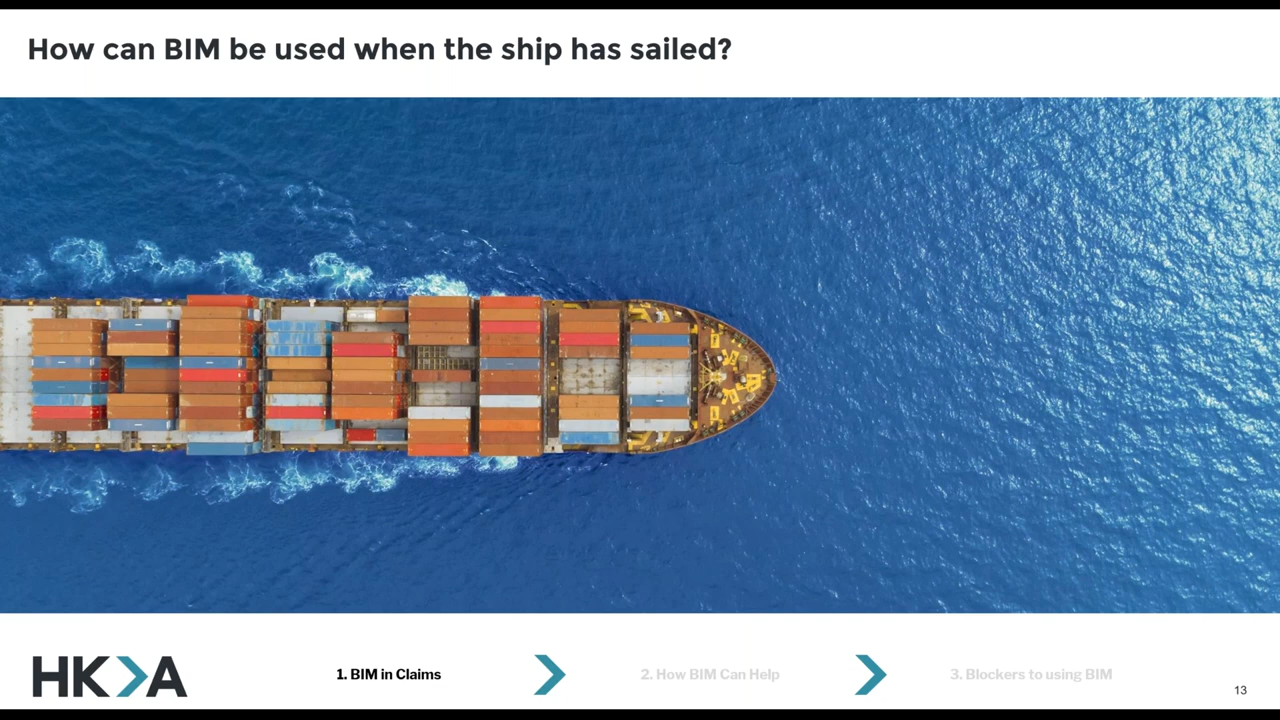 How can BIM be used when the ship has sailed?
HKA
1. BIM in Claims
2. How BIM Can Help
3. Blockers to using BIM
13